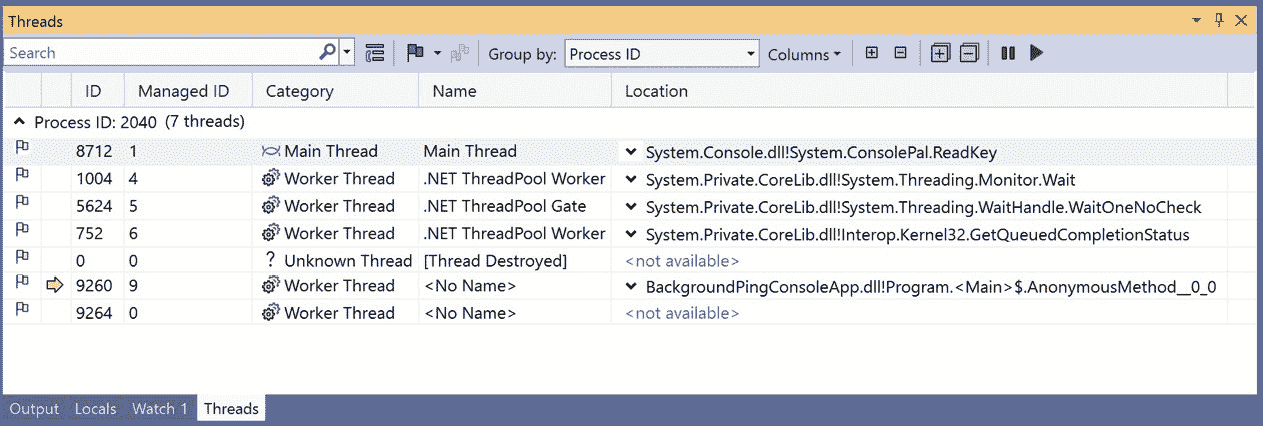 Threads
Search Group by: Process ID Columns
ID Managed ID Category Name Location
Process ID: 2040 (7 threads)
8712 1 Main Thread Main Thread System.Console.dll!System.ConsolePal.ReadKey
1004 4 Worker Thread .NET ThreadPool Worker System.Private.CoreLib.dll!System.Threading.Monitor.Wait
5624 5 Worker Thread .NET ThreadPool Gate System.Private.CoreLib.dll!System.Threading.WaitHandle.WaitOneNoCheck
752 6 Worker Thread .NET ThreadPool Worker System.Private.CoreLib.dll!Interop.Kernel32.GetQueuedCompletionStatus
0 0 ? Unknown Thread [Thread Destroyed] <not available>
9260 9 Worker Thread <No Name> BackgroundPingConsoleApp.dll!Program.<Main>$.AnonymousMethod__0_0
9264 0 Worker Thread <No Name> <not available>
Output Locals Watch 1 Threads